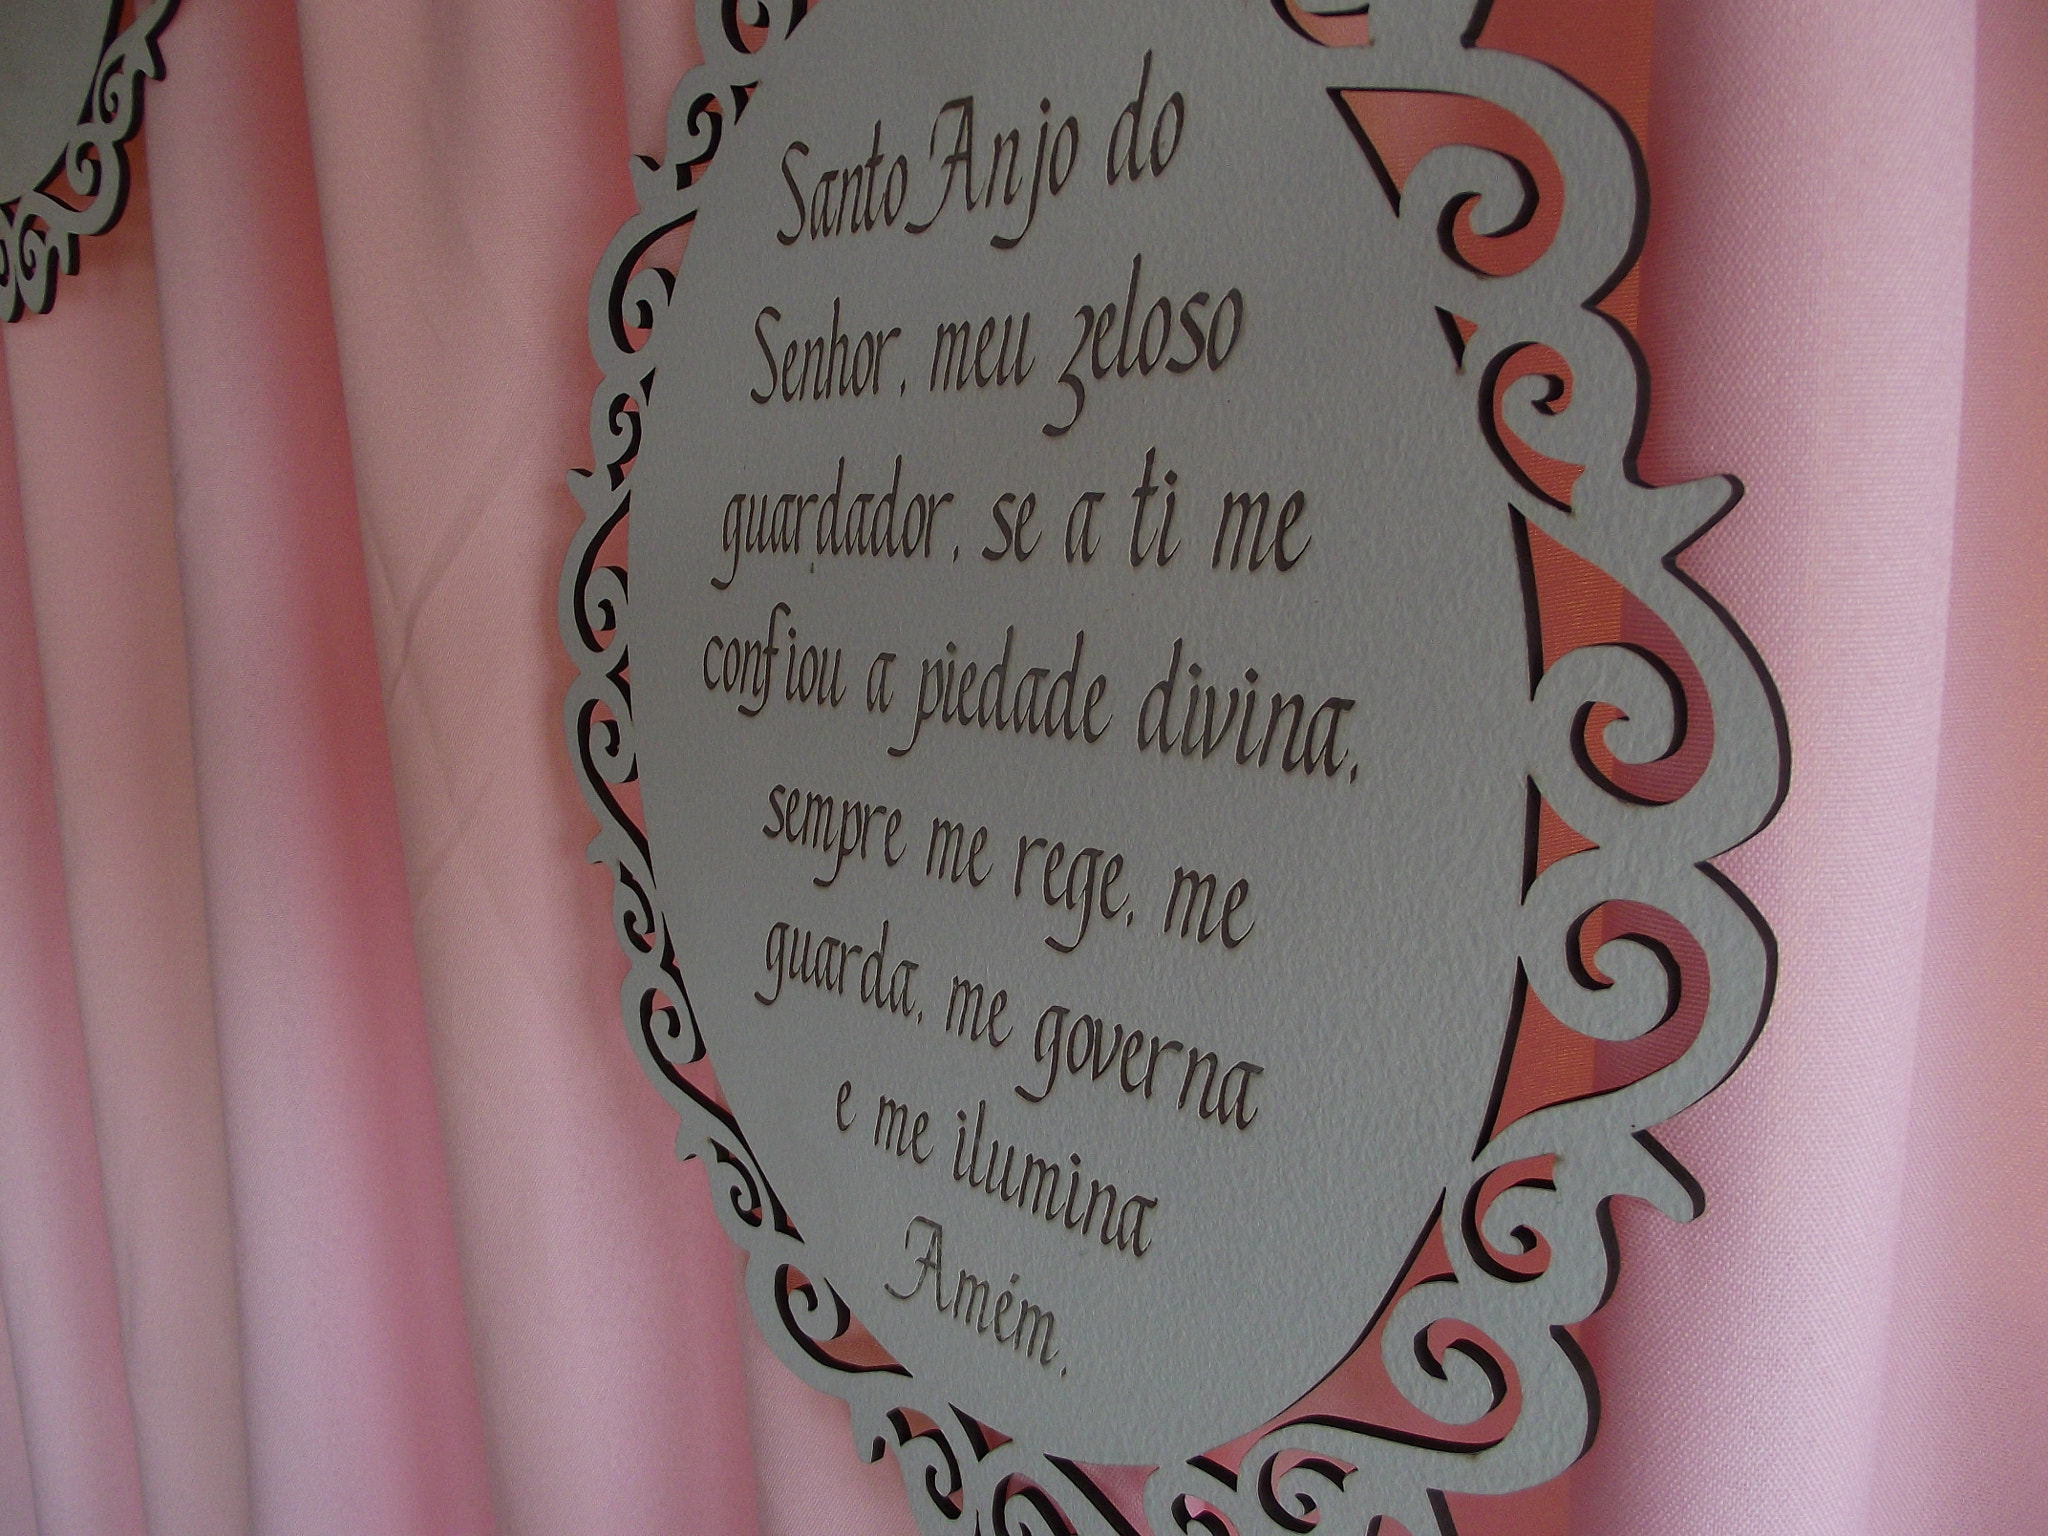 Santo Anjo do
Senhor, meu zeloso
guardador, se a ti me
confiou a piedade divina,
sempre me rege, me
guarda, me governa
e me ilumina
Amém.